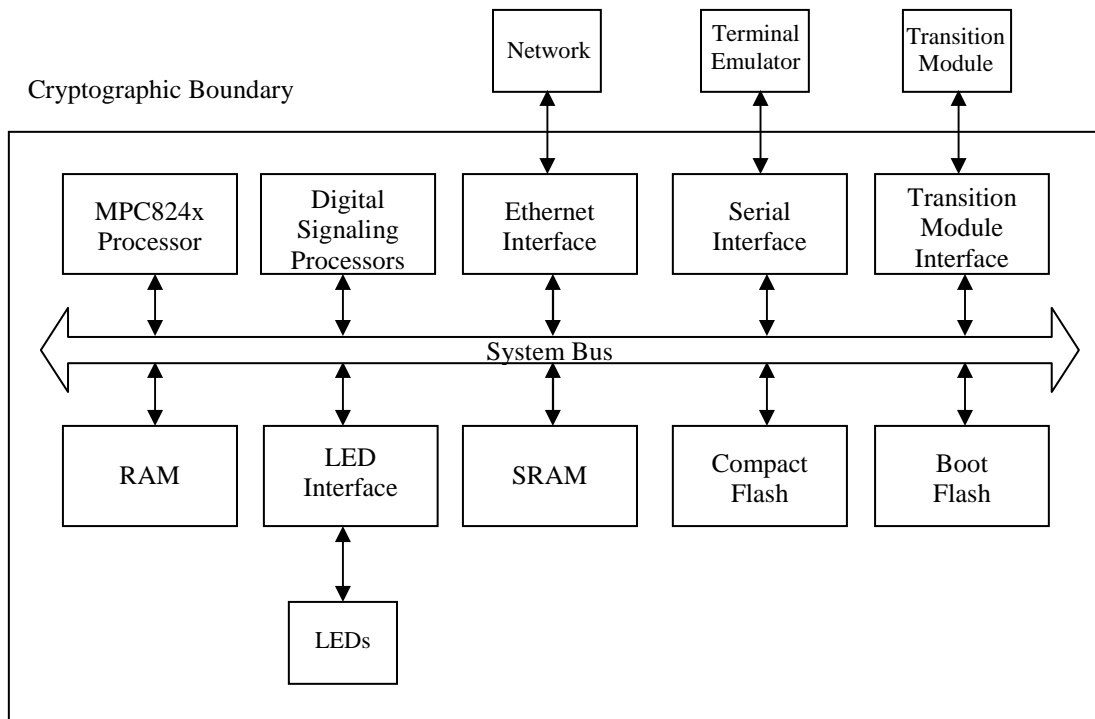 Network
Terminal
Emulator
Transition
Module
Cryptographic Boundary
MPC824x
Processor
Digital
Signaling
Processors
Ethernet
Interface
Serial
Interface
Transition
Module
Interface
System Bus
RAM
LED
Interface
SRAM
Compact
Flash
Boot
Flash
LEDs